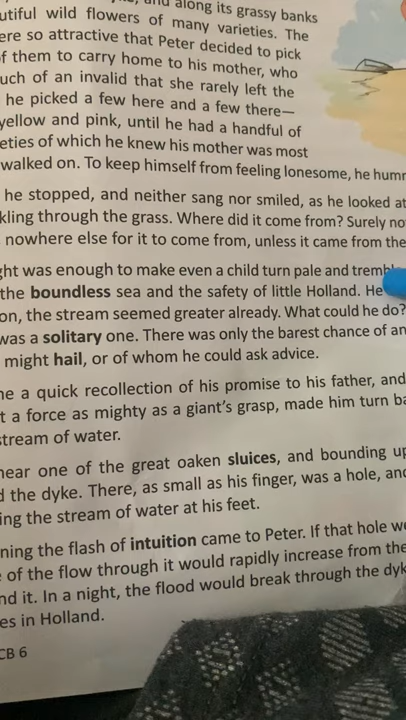 along its grassy banks
utiful wild flowers of many varieties. The
ere so attractive that Peter decided to pick
f them to carry home to his mother, who
uch of an invalid that she rarely left the
he picked a few here and a few there—
yellow and pink, until he had a handful of
eties of which he knew his mother was most
walked on. To keep himself from feeling lonesome, he humr
he stopped, and neither sang nor smiled, as he looked at
kling through the grass. Where did it come from? Surely no
nowhere else for it to come from, unless it came from the
ght was enough to make even a child turn pale and trembl
the boundless sea and the safety of little Holland. He
on, the stream seemed greater already. What could he do?
was a solitary one. There was only the barest chance of an
might hail, or of whom he could ask advice.
ne a quick recollection of his promise to his father, and
t a force as mighty as a giant's grasp, made him turn ba
stream of water.
near one of the great oaken sluices, and bounding up
d the dyke. There, as small as his finger, was a hole, and
ing the stream of water at his feet.
ning the flash of intuition came to Peter. If that hole we
of the flow through it would rapidly increase from the
nd it. In a night, the flood would break through the dyk
es in Holland.
CB 6